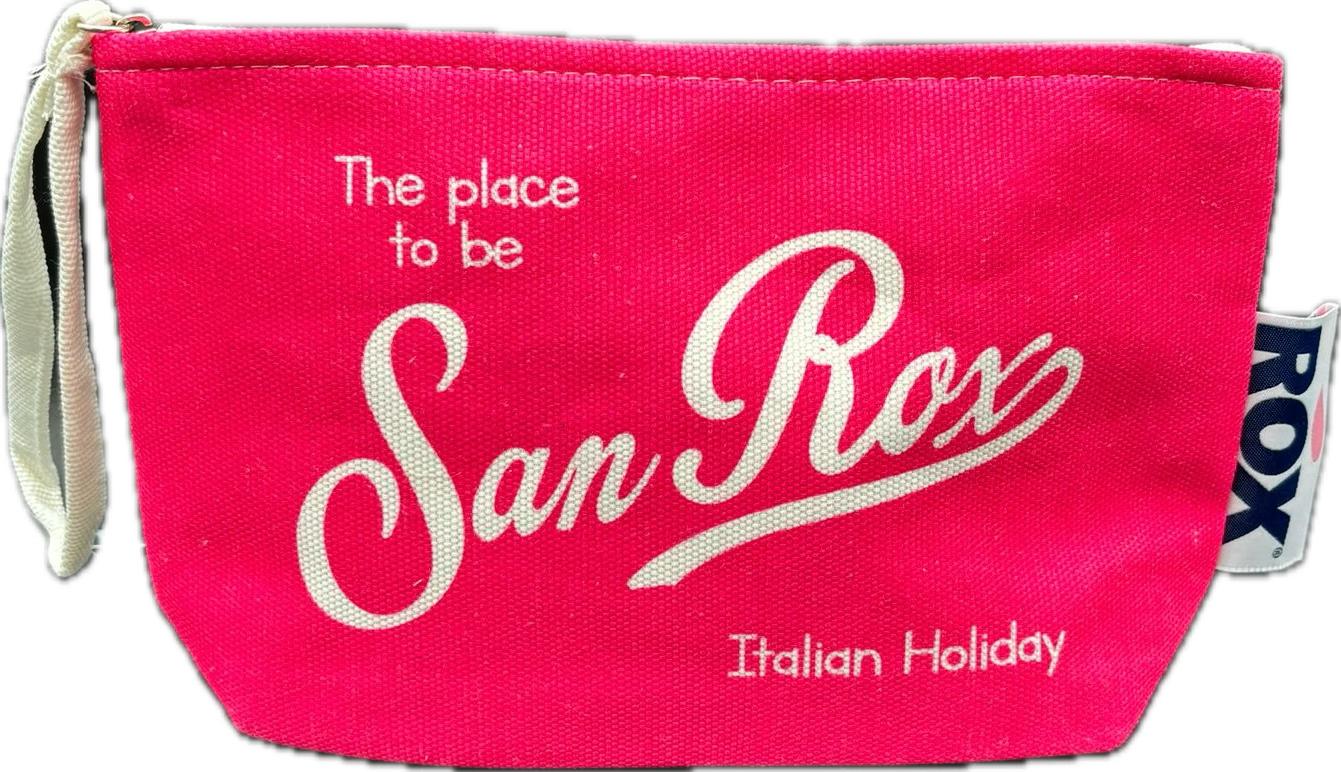 The place
to be
San Rox
Italian Holiday
ROX®